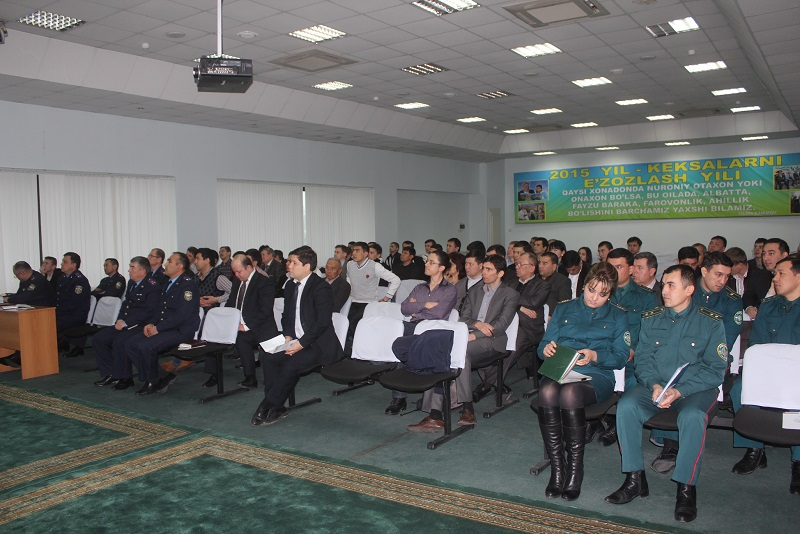 2015 YIL - KEKSALARNI
E'ZOZLASH YILI
QAYSI XONADONDA NURONIY OTAXON YOKI
ONAXON BO'LSA, BU OILADA, ALBATTA,
FAYZU BARAKA, FAROVONLIK, AHILLIK
BO'LISHINI BARCHAMIZ YAXSHI BILAMIZ.